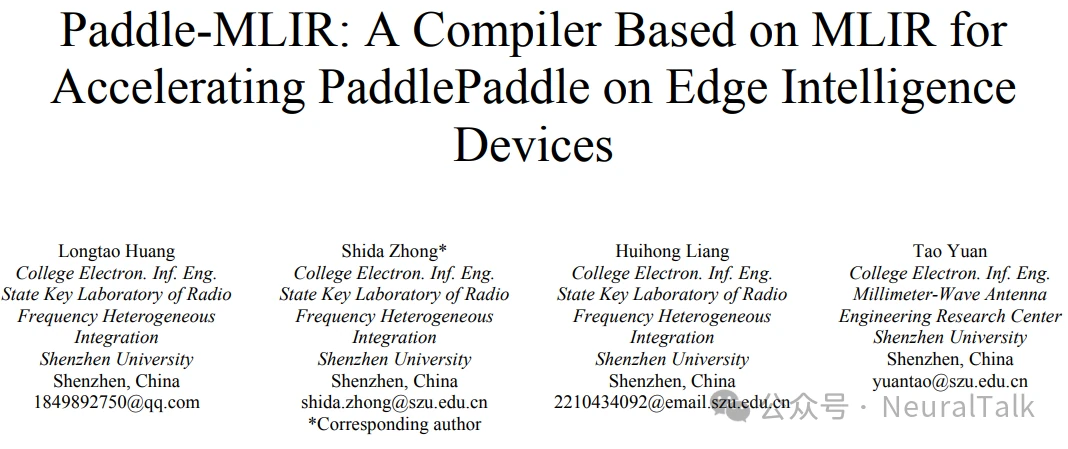 Paddle-MLIR: A Compiler Based on MLIR for
Accelerating PaddlePaddle on Edge Intelligence
Devices
Longtao Huang
College Electron. Inf. Eng.
State Key Laboratory of Radio
Frequency Heterogeneous
Integration
Shenzhen University
Shenzhen, China
1849892750@qq.com
Shida Zhong*
College Electron. Inf. Eng.
State Key Laboratory of Radio
Frequency Heterogeneous
Integration
Shenzhen University
Shenzhen, China
shida.zhong@szu.edu.cn
*Corresponding author
Huihong Liang
College Electron. Inf. Eng.
State Key Laboratory of Radio
Frequency Heterogeneous
Integration
Shenzhen University
Shenzhen, China
2210434092@email.szu.edu.cn
Tao Yuan
College Electron. Inf. Eng.
Millimeter-Wave Antenna
Engineering Research Center
Shenzhen University
Shenzhen, China
yuantao@szu.edu.cn
公众号 · NeuralTalk